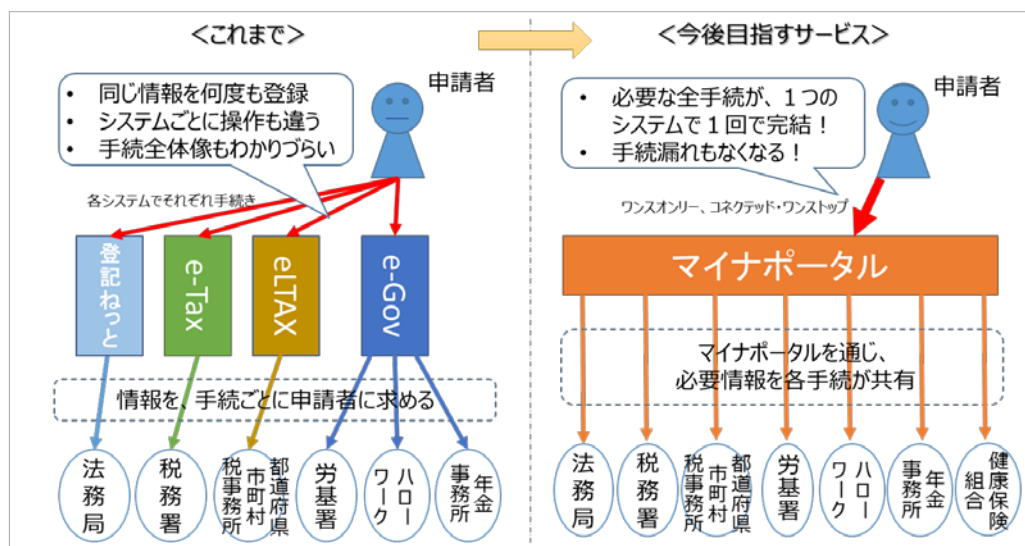 ＜これまで＞
申請者
• 同じ情報を何度も登録
• システムごとに操作も違う
• 手続全体像もわかりづらい
各システムでそれぞれ手続き
登記ねっと
e-Tax
eLTAX
e-Gov
情報を、手続ごとに申請者に求める
法務局
税務署
都道府県
市町村
税事務所
労基署
ハロー
ワーク
年金
事務所
＜今後目指すサービス＞
申請者
• 必要な全手続が、１つの
システムで１回で完結！
• 手続漏れもなくなる！
ワンスオンリー、コネクテッド・ワンストップ
マイナポータル
マイナポータルを通じ、
必要情報を各手続が共有
法務局
税務署
都道府県
市町村
税事務所
労基署
ハロー
ワーク
年金
事務所
健康保険
組合